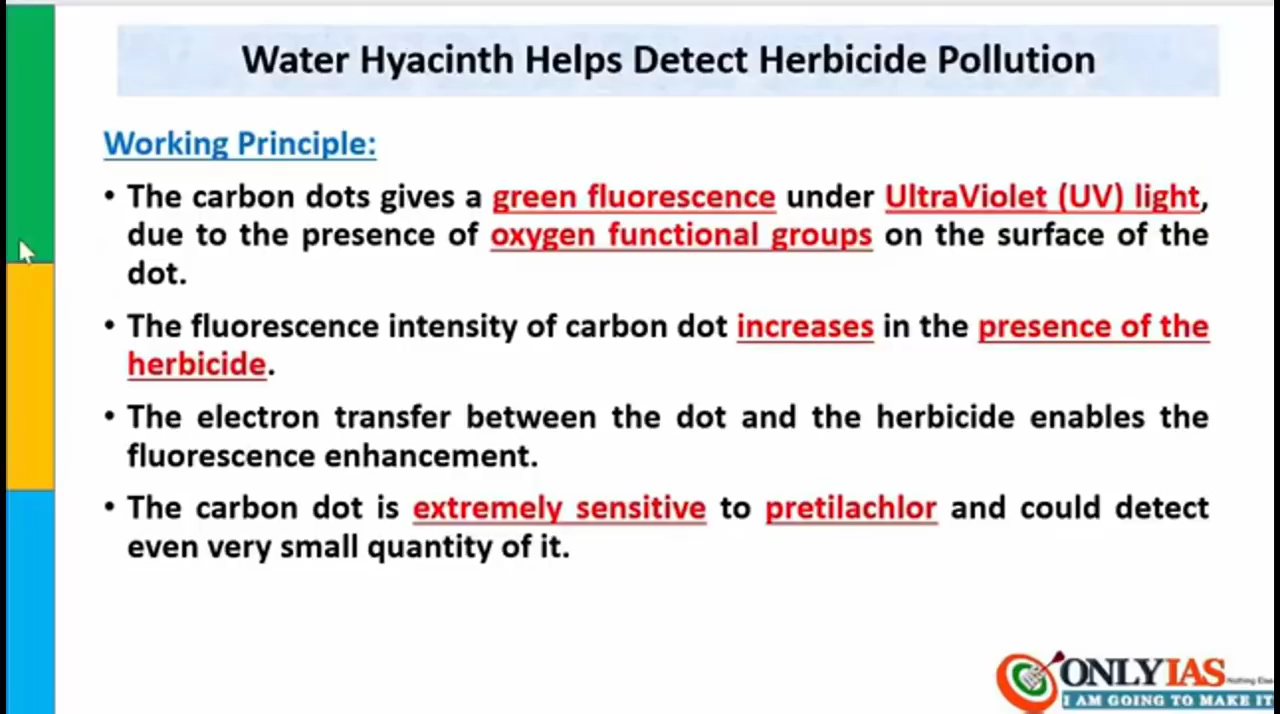 Water Hyacinth Helps Detect Herbicide Pollution
Working Principle:
• The carbon dots gives a green fluorescence under UltraViolet (UV) light,
due to the presence of oxygen functional groups on the surface of the
dot.
• The fluorescence intensity of carbon dot increases in the presence of the
herbicide.
• The electron transfer between the dot and the herbicide enables the
fluorescence enhancement.
• The carbon dot is extremely sensitive to pretilachlor and could detect
even very small quantity of it.
ONLYIAS
Nothing Else
I AM GOING TO MAKE IT